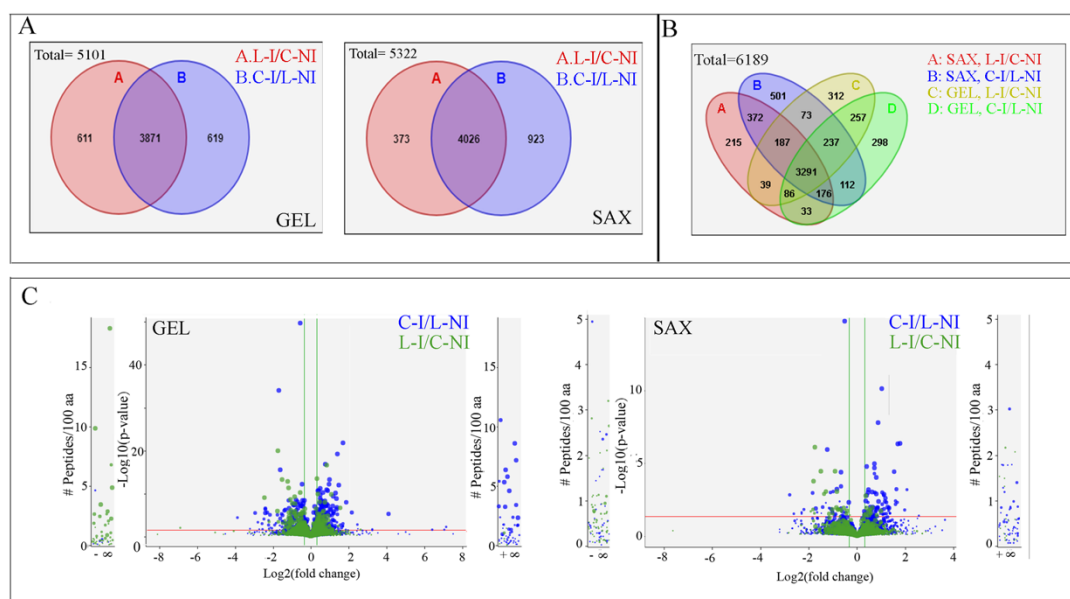 A
Total= 5101
A.L-I/C-NI
B.C-I/L-NI
A
B
611
3871
619
GEL
Total= 5322
A.L-I/C-NI
B.C-I/L-NI
A
B
373
4026
923
SAX
B
Total=6189
A: SAX, L-I/C-NI
B: SAX, C-I/L-NI
C: GEL, L-I/C-NI
D: GEL, C-I/L-NI
B
501
312
C
A
372
73
257
D
215
187
237
298
3291
39
86
176
112
33
C
GEL
C-I/L-NI
L-I/C-NI
# Peptides/100 aa
15
10
5
0
- ∞
-Log10(p-value)
40
20
0
-8
-6
-4
-2
0
2
4
6
8
Log2(fold change)
# Peptides/100 aa
15
10
5
0
+ ∞
SAX
C-I/L-NI
L-I/C-NI
# Peptides/100 aa
5
4
3
2
1
0
- ∞
-Log10(p-value)
10
5
0
-8
-6
-4
-2
0
2
4
Log2(fold change)
# Peptides/100 aa
5
4
3
2
1
0
+ ∞